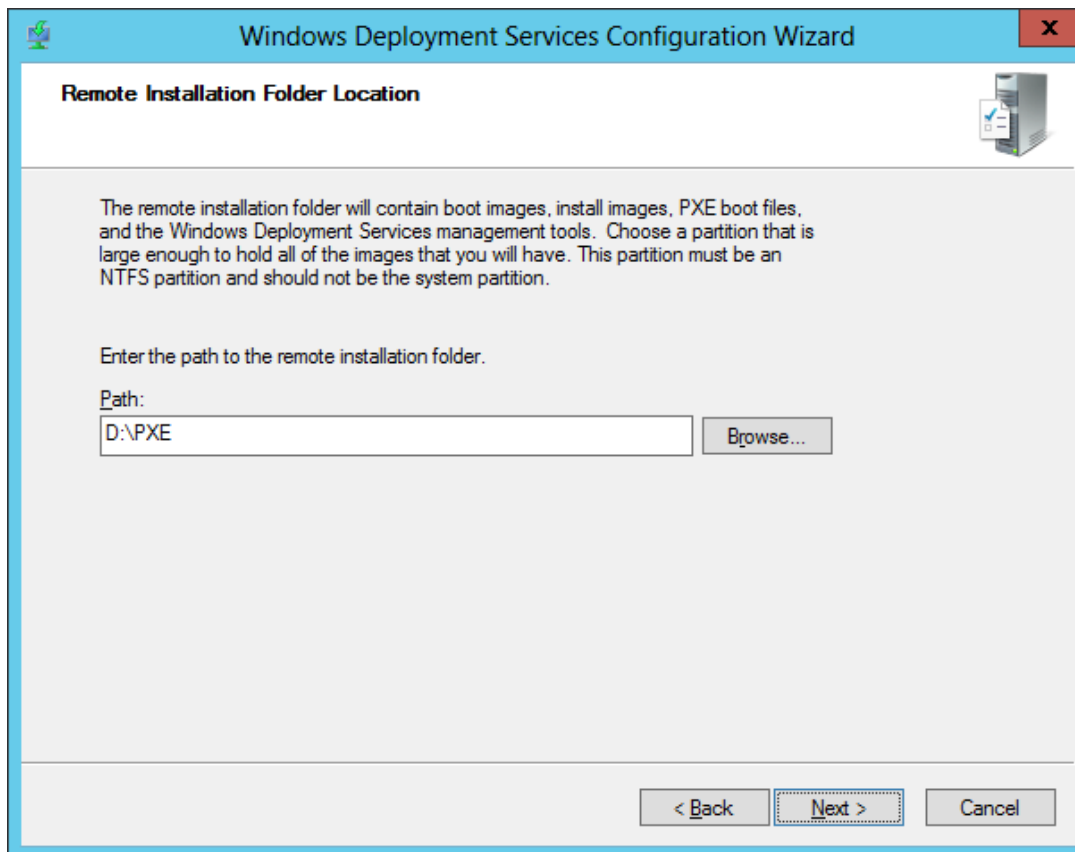 Windows Deployment Services Configuration Wizard
x
Remote Installation Folder Location
The remote installation folder will contain boot images, install images, PXE boot files,
and the Windows Deployment Services management tools.  Choose a partition that is
large enough to hold all of the images that you will have. This partition must be an
NTFS partition and should not be the system partition.
Enter the path to the remote installation folder.
Path:
D:\PXE
Browse...
< Back
Next >
Cancel